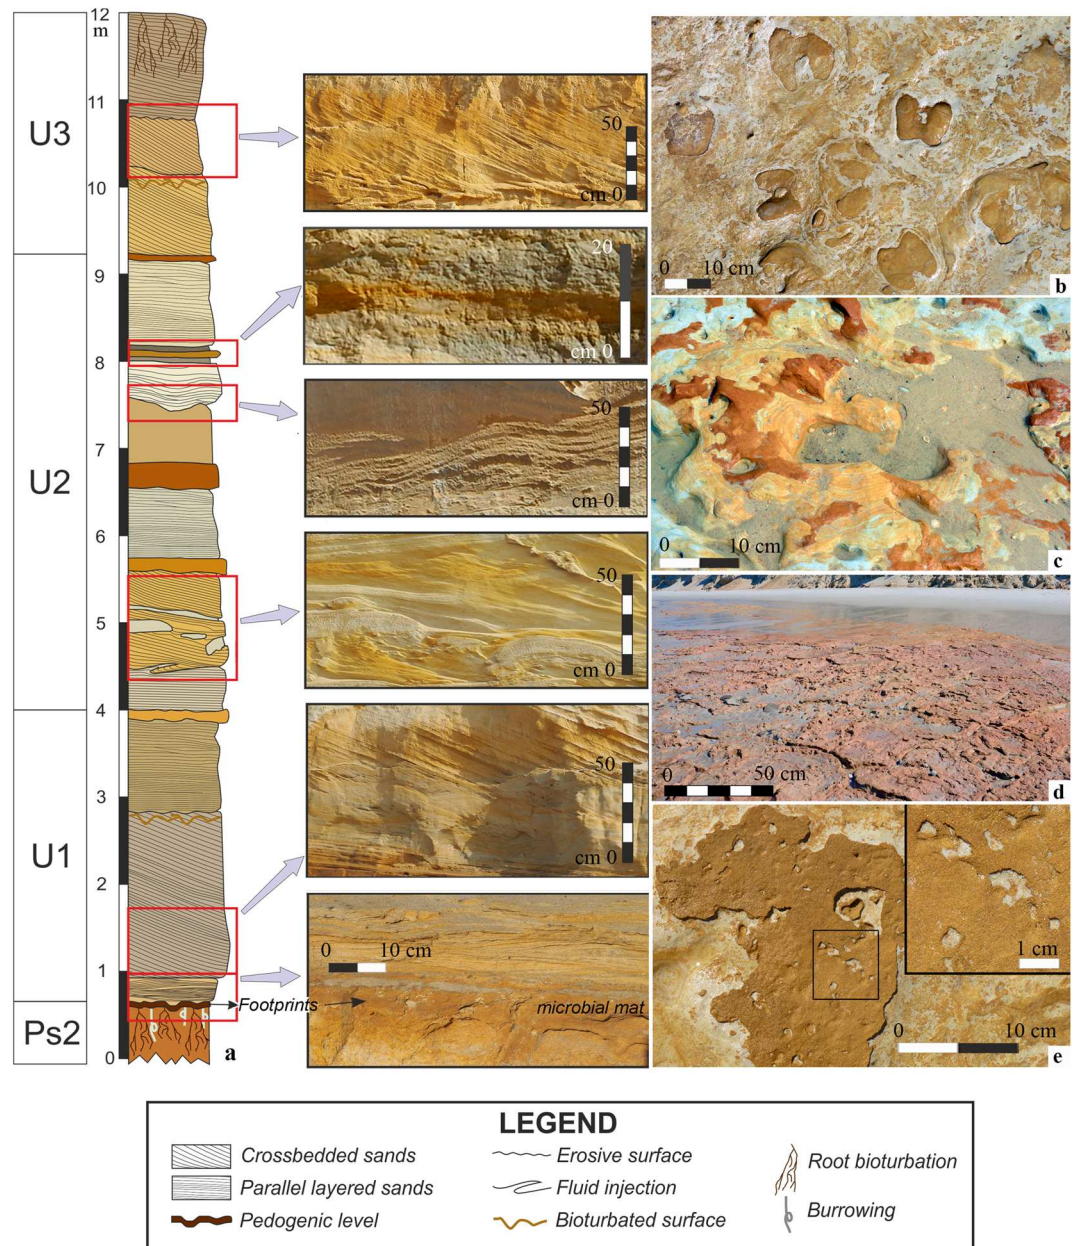 12
m
11
10
9
8
7
6
5
4
3
2
1
0
U3
U2
U1
Ps2
Footprints
a
50
cm 0
20
cm 0
50
cm 0
50
cm 0
50
cm 0
0 10 cm
microbial mat
0 10 cm
b
0 10 cm
c
0 50 cm
d
1 cm
0 10 cm
e
LEGEND
Crossbedded sands
Parallel layered sands
Pedogenic level
Erosive surface
Fluid injection
Bioturbated surface
Root bioturbation
Burrowing